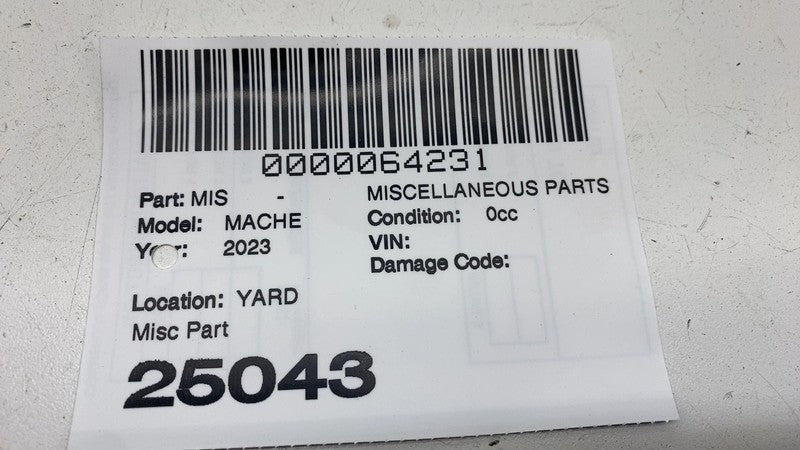 0000064231
Part: MIS - MISCELLANEOUS PARTS
Model: MACHE Condition: 0cc
2023 VIN:
Damage Code:
Location: YARD
Misc Part
25043